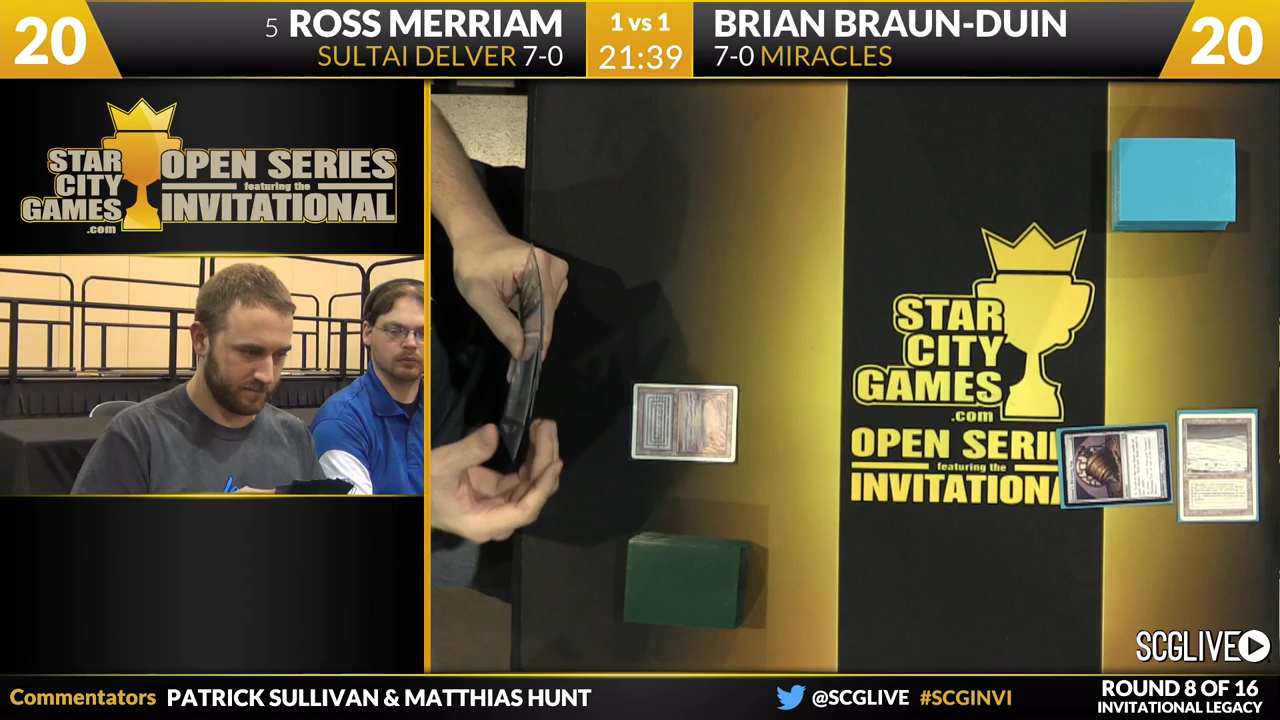 20
5 ROSS MERRIAM
SULTAI DELVER 7-0
1 vs 1
21:39
BRIAN BRAUN-DUIN
7-0 MIRACLES
20
STAR
CITY
GAMES
.com
OPEN SERIES
featuring the
INVITATIONAL
STAR
CITY
GAMES
.com
OPEN SERI
featuring the
INVITATIONA
SCGLIVE
Commentators PATRICK SULLIVAN & MATTHIAS HUNT
@SCGLIVE #SCGINVI
ROUND 8 OF 16
INVITATIONAL LEGACY